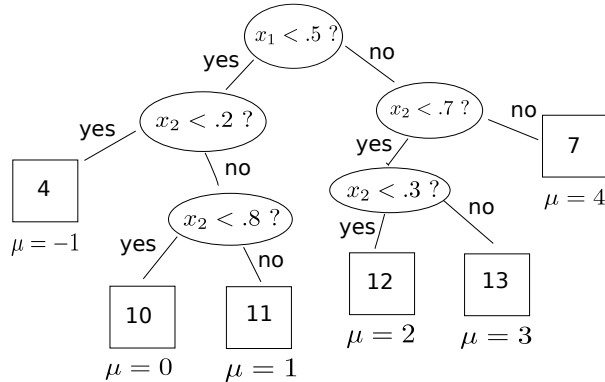 x₁ < .5 ?
yes
no
x₂ < .2 ?
x₂ < .7 ?
yes
no
yes
no
4
μ = −1
7
μ = 4
x₂ < .8 ?
x₂ < .3 ?
yes
no
yes
no
10
11
12
13
μ = 0
μ = 1
μ = 2
μ = 3